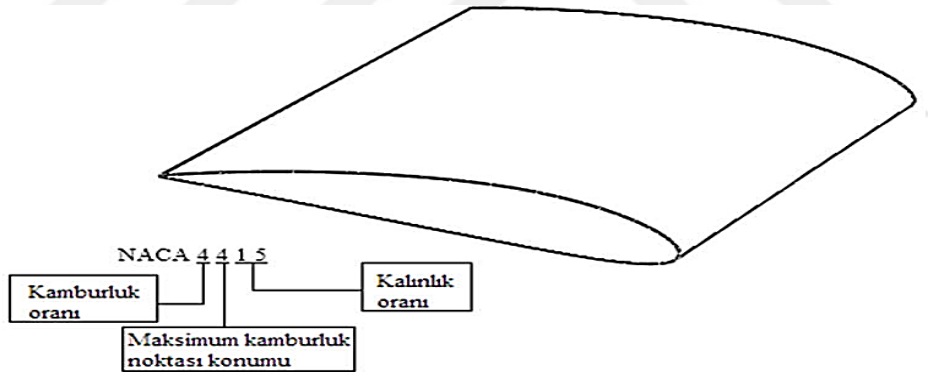 NACA 4 4 1 5
Kamburluk
oranı
Kalınlık
oranı
Maksimum kamburluk
noktası konumu